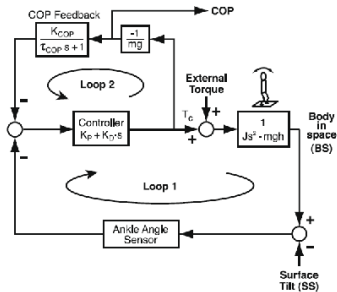 COP Feedback
COP
K_COP
τ_COP s + 1
-1
mg
Loop 2
External
Torque
Controller
K_P + K_D·s
T_C
+
+
1
Js² - mgh
Body
in
space
(BS)
-
-
Loop 1
Ankle Angle
Sensor
+
-
Surface
Tilt (SS)